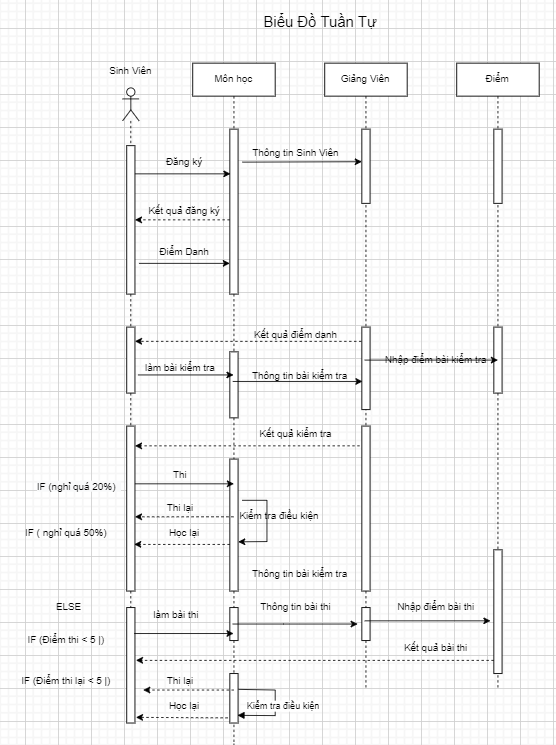 Biểu Đồ Tuần Tự
Sinh Viên
Môn học
Giảng Viên
Điểm
Thông tin Sinh Viên
Đăng ký
Kết quả đăng ký
Điểm Danh
Kết quả điểm danh
Nhập điểm bài kiểm tra
làm bài kiểm tra
Thông tin bài kiểm tra
Kết quả kiểm tra
Thi
IF (nghỉ quá 20%)
Thi lại
Kiểm tra điều kiện
IF ( nghỉ quá 50%)
Học lại
Thông tin bài kiểm tra
ELSE
làm bài thi
Thông tin bài thi
Nhập điểm bài thi
IF (Điểm thi < 5 |)
Kết quả bài thi
IF (Điểm thi lại < 5 |)
Thi lại
Học lại
Kiểm tra điều kiện